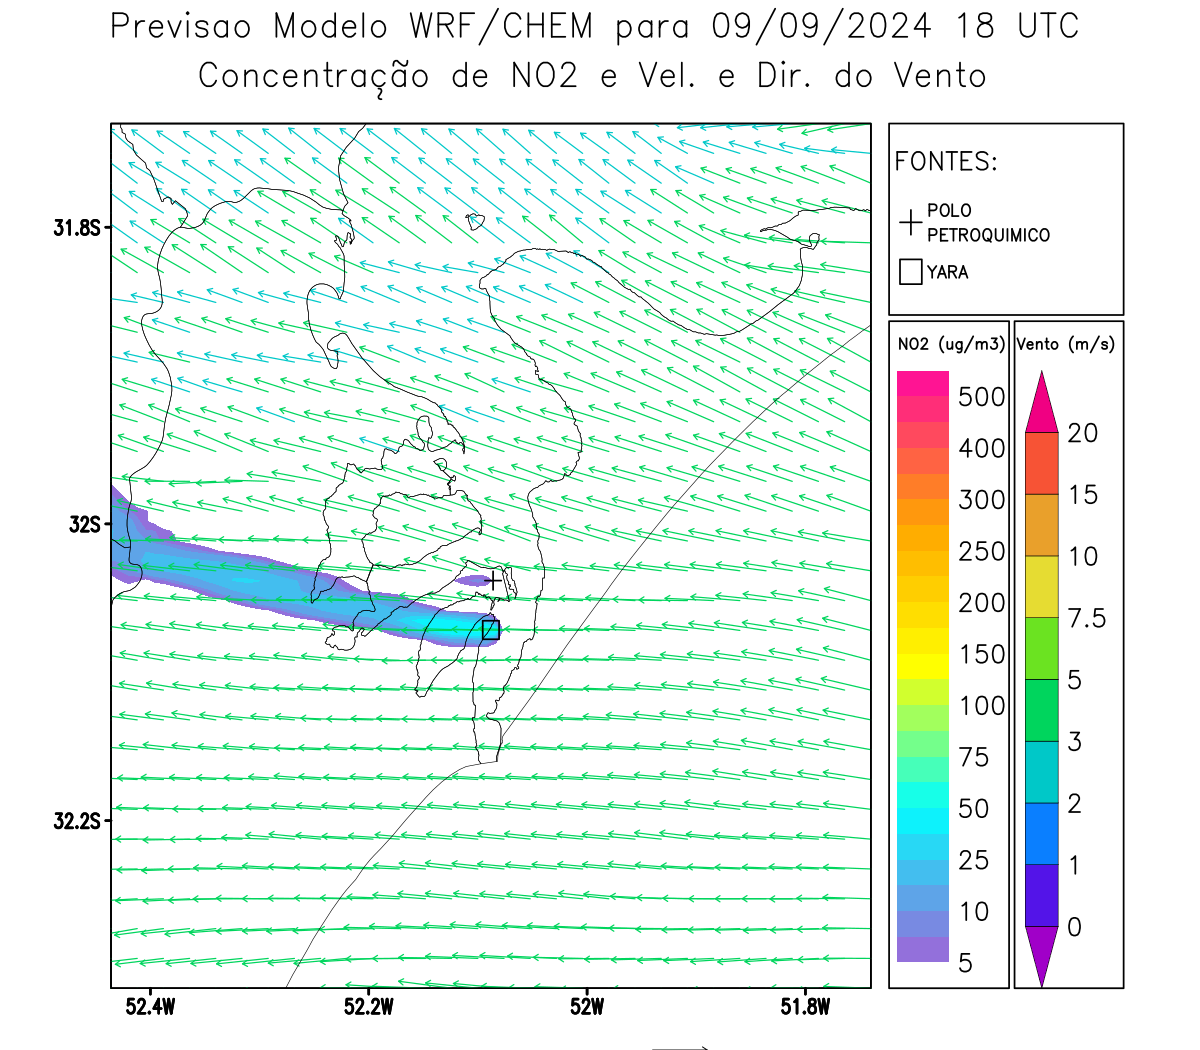 Previsao Modelo WRF/CHEM para 09/09/2024 18 UTC
Concentração de NO2 e Vel. e Dir. do Vento
FONTES:
POLO
PETROQUIMICO
YARA
NO2 (ug/m3)
500
400
300
250
200
150
100
75
50
25
10
5
Vento (m/s)
20
15
10
7.5
5
3
2
1
0
31.8S
32S
32.2S
52.4W 52.2W 52W 51.8W